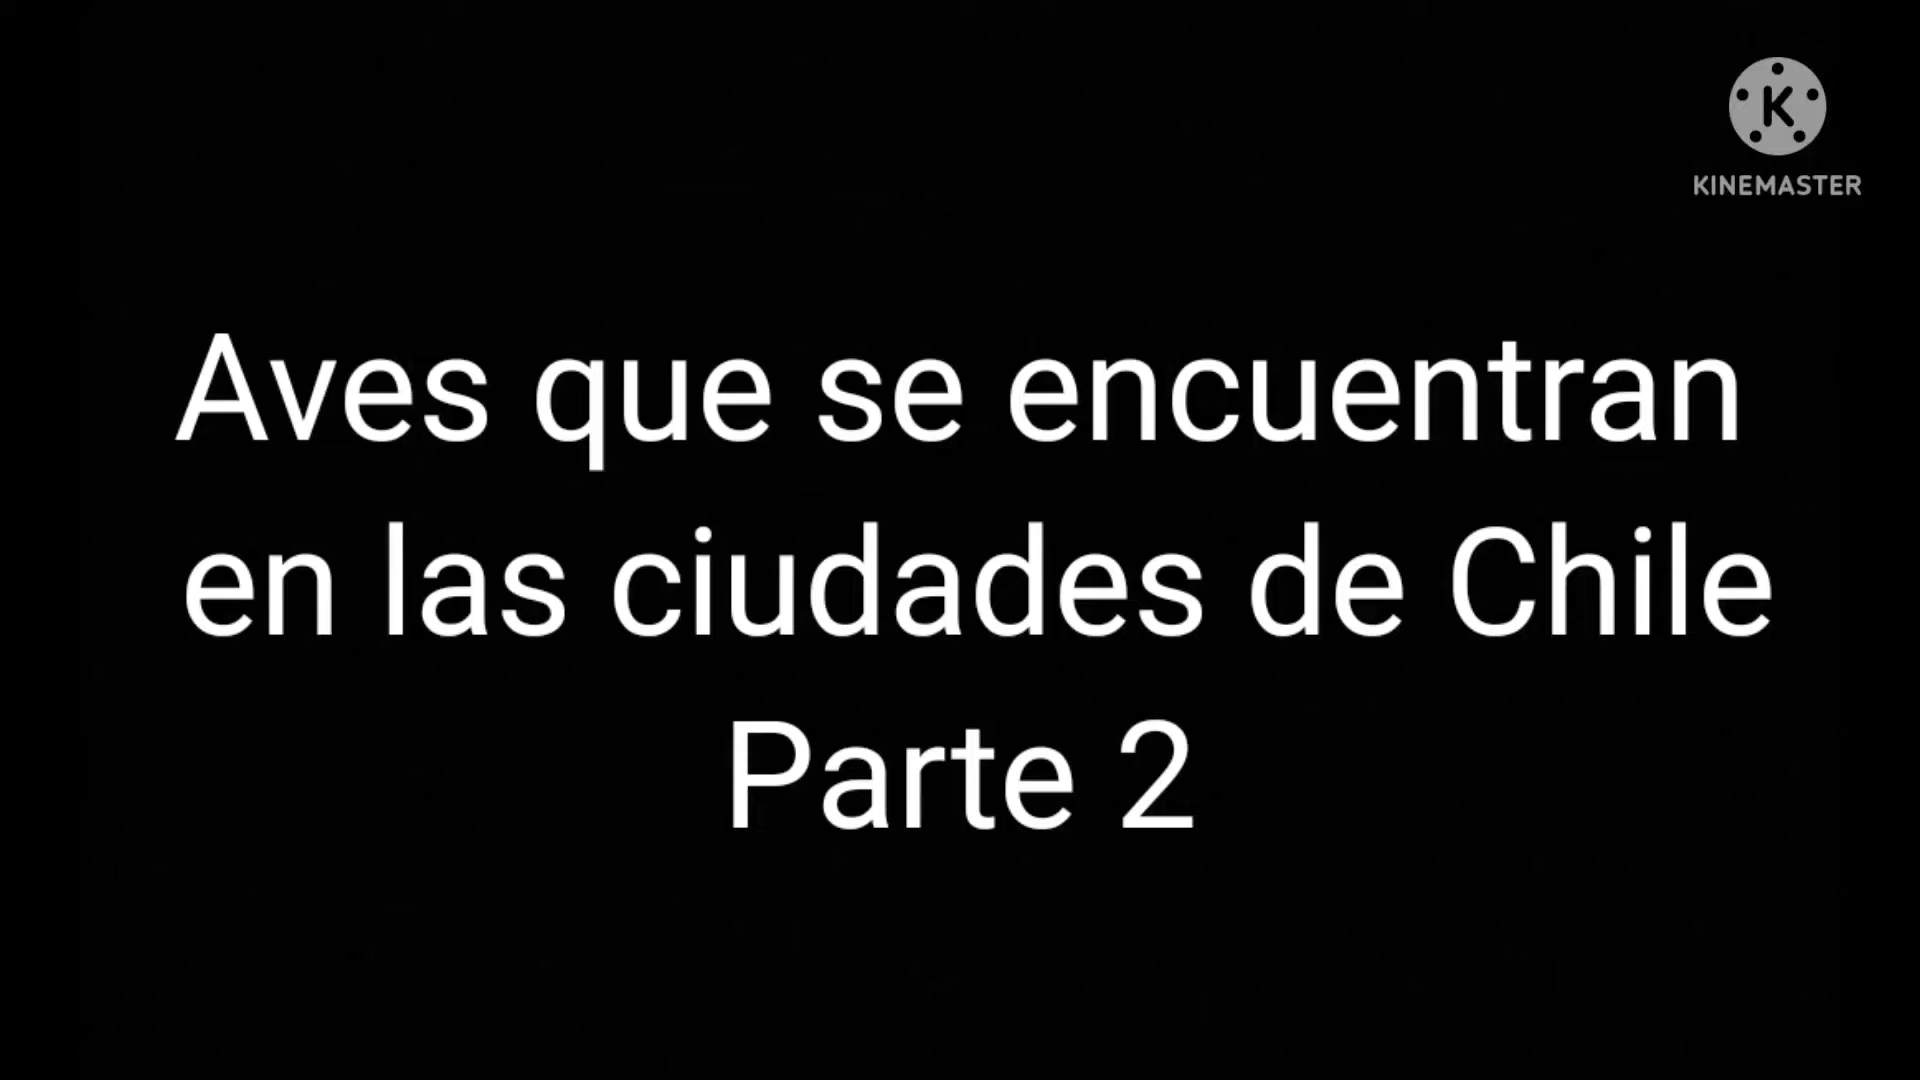 KINEMASTER
Aves que se encuentran
en las ciudades de Chile
Parte 2